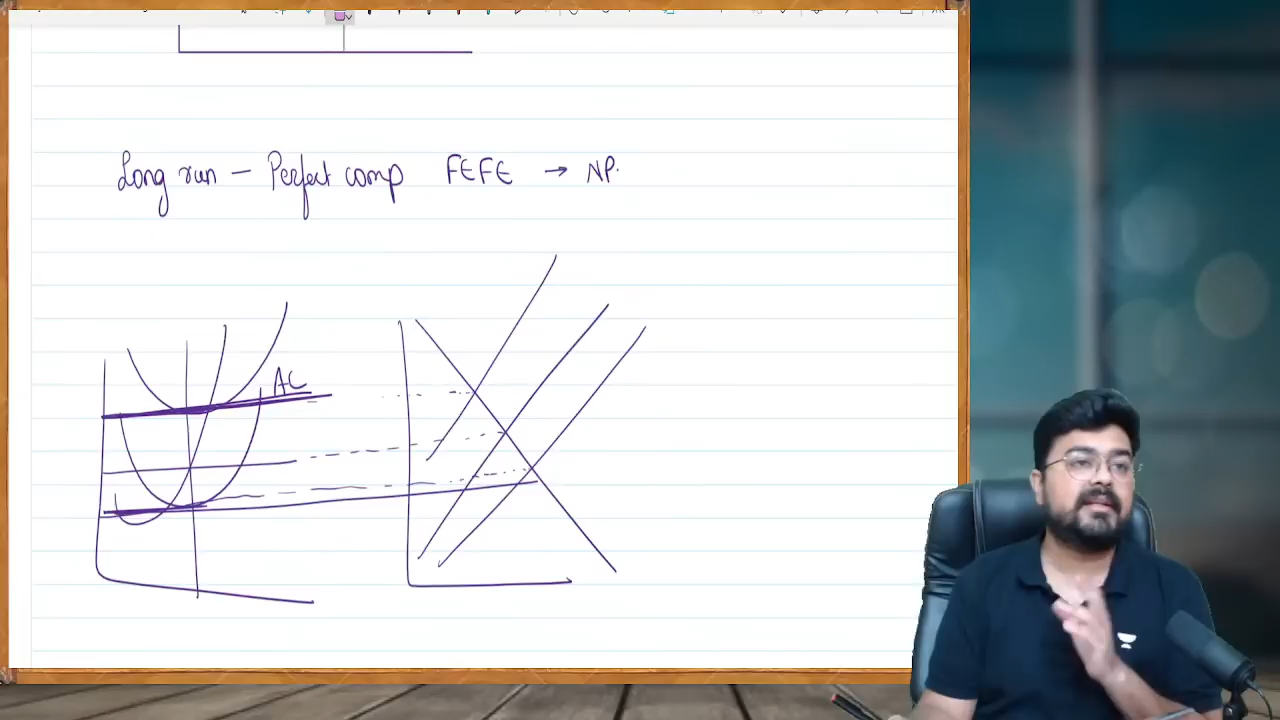 Long run – Perfect comp FEFE → NP.
AC